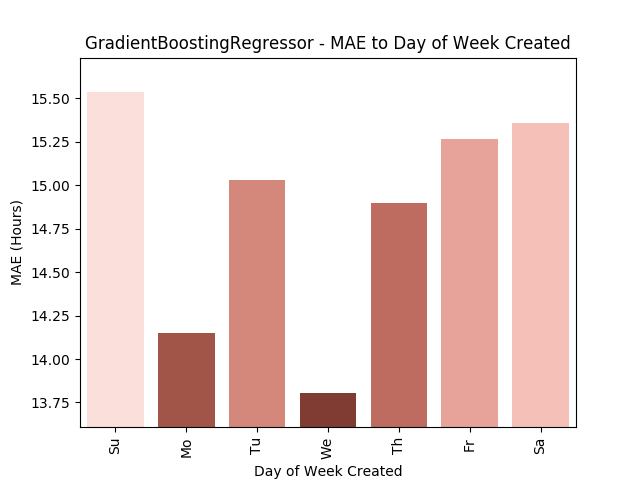 GradientBoostingRegressor - MAE to Day of Week Created
MAE (Hours)
15.50
15.25
15.00
14.75
14.50
14.25
14.00
13.75
Su Mo Tu We Th Fr Sa
Day of Week Created